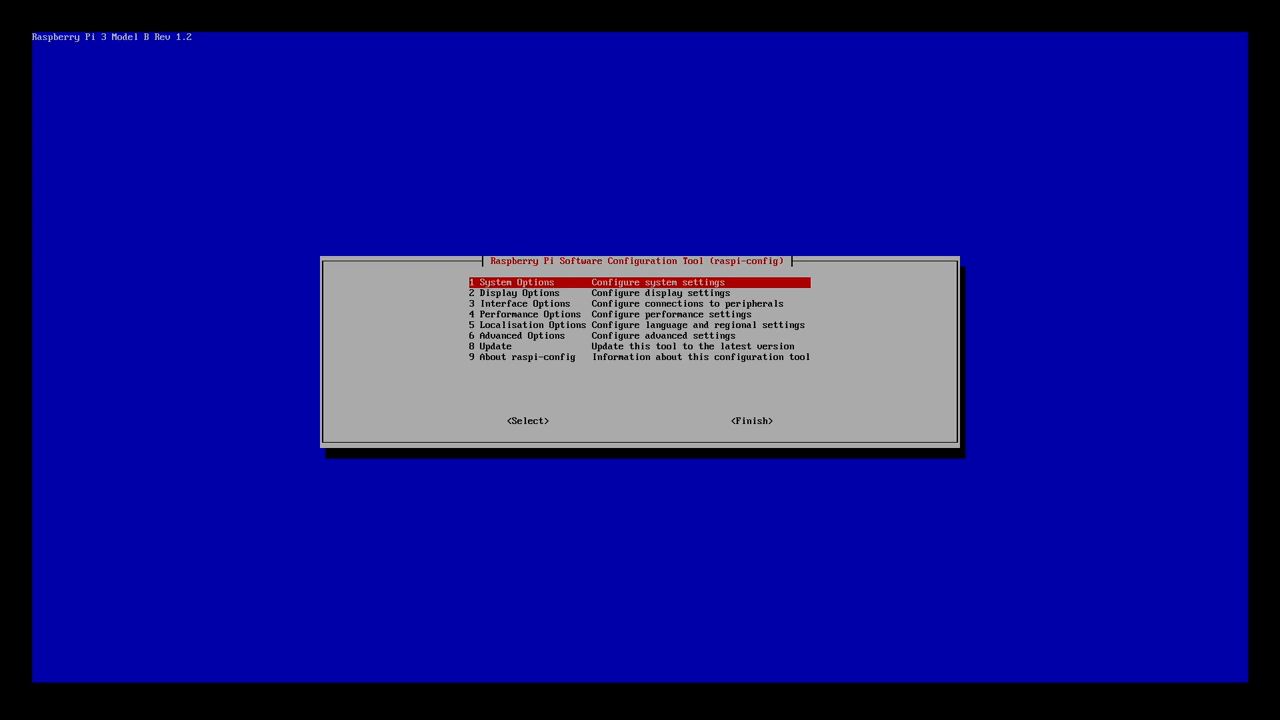 Raspberry Pi 3 Model B Rev 1.2
Raspberry Pi Software Configuration Tool (raspi-config)
1 System Options Configure system settings
2 Display Options Configure display settings
3 Interface Options Configure connections to peripherals
4 Performance Options Configure performance settings
5 Localisation Options Configure language and regional settings
6 Advanced Options Configure advanced settings
8 Update Update this tool to the latest version
9 About raspi-config Information about this configuration tool
<Select> <Finish>